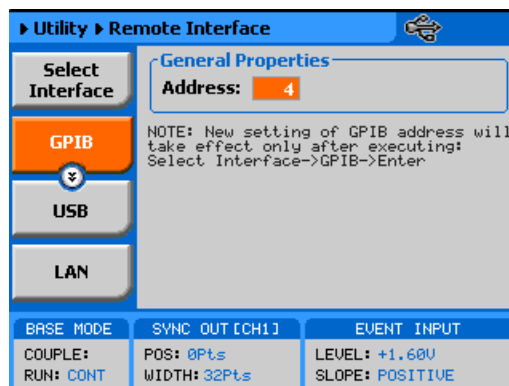 Utility Remote Interface
Select
Interface
GPIB
USB
LAN
General Properties
Address: 4
NOTE: New setting of GPIB address will
take effect only after executing:
Select Interface->GPIB->Enter
BASE MODE
COUPLE:
RUN: CONT
SYNC OUT [CH1]
POS: 0Pts
WIDTH: 32Pts
EVENT INPUT
LEVEL: +1.60V
SLOPE: POSITIVE